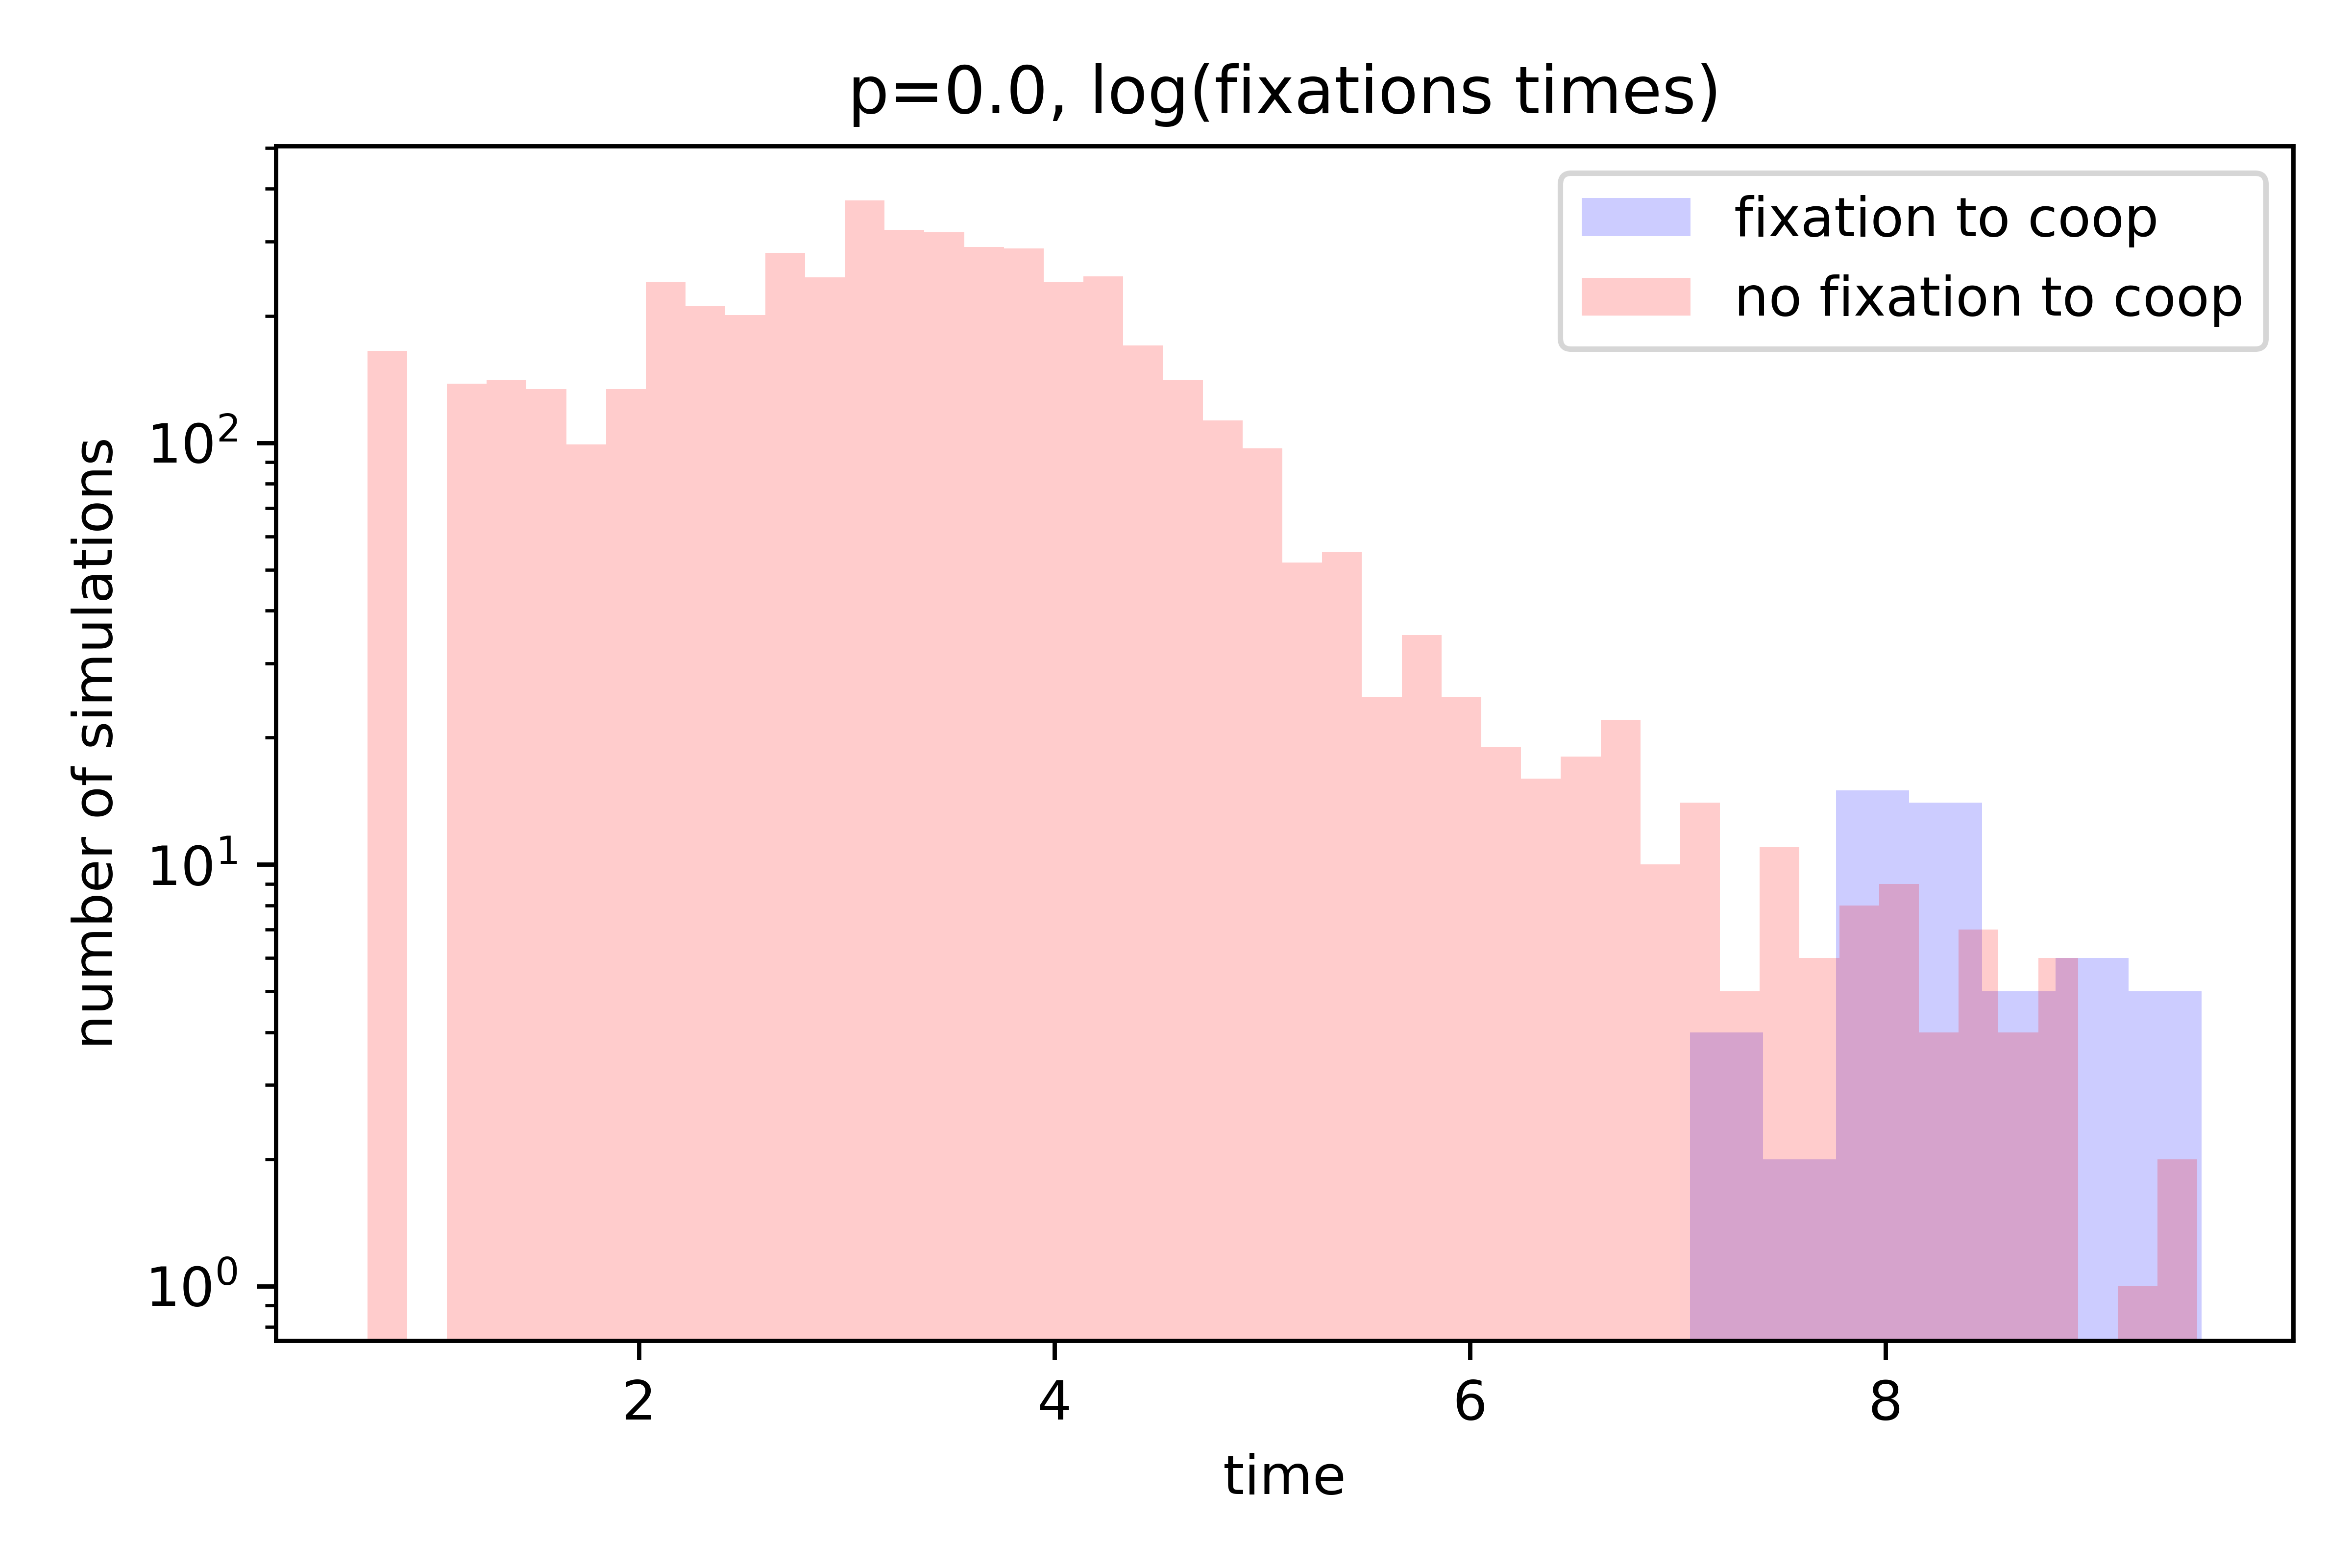 p=0.0, log(fixations times)
fixation to coop
no fixation to coop
number of simulations
10²
10¹
10⁰
2 4 6 8
time